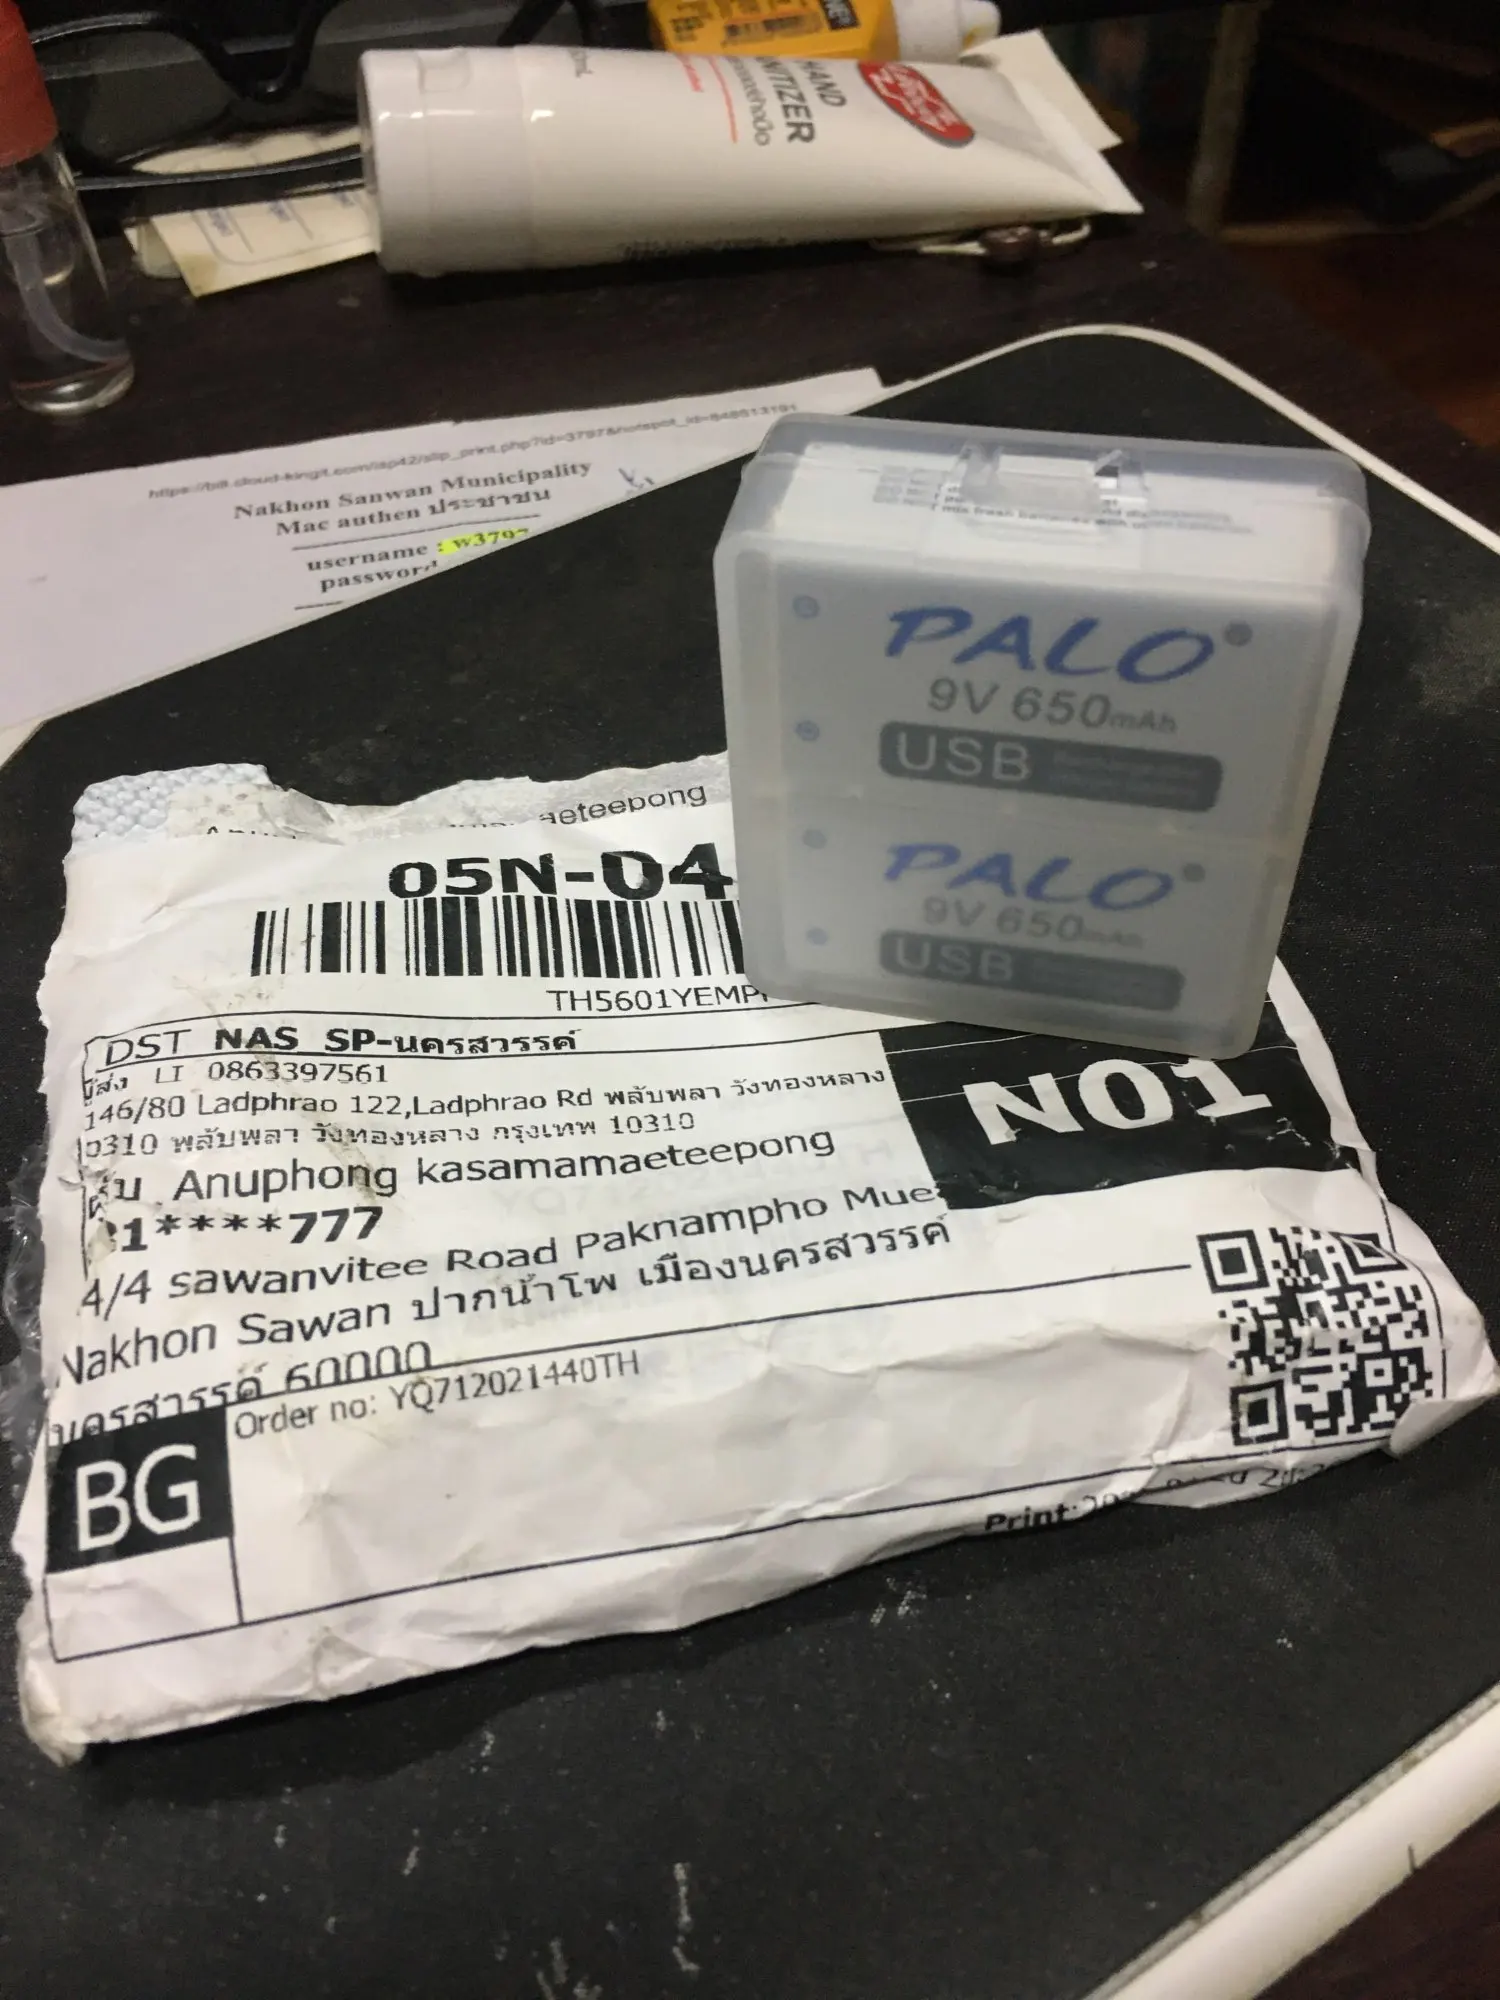 HAND
https://bi8.cloud-kingit.com/ap42/slip_print.php?id=3797&hotspot_id=848613191
Nakhon Sanwan Municipality
Mac authen ประชาชน
username : w3797
password
PALO
9V 650mAh
USB
PALO
9V 650mAh
USB
05N-04
TH5601YEMP
DST NAS SP-นครสวรรค์
LI 0863397561
146/80 Ladphrao 122,Ladphrao Rd พลับพลา วังทองหลาง
พลับพลา วังทองหลาง กรุงเทพ 10310
N01
Anuphong kasamamaeteepong
1****777
4/4 sawanvitee Road Paknampho Mue
Nakhon Sawan ปากน้ำโพ เมืองนครสวรรค์
นครสวรรค์ 60000
Order no: YQ712021440TH
BG
Print: